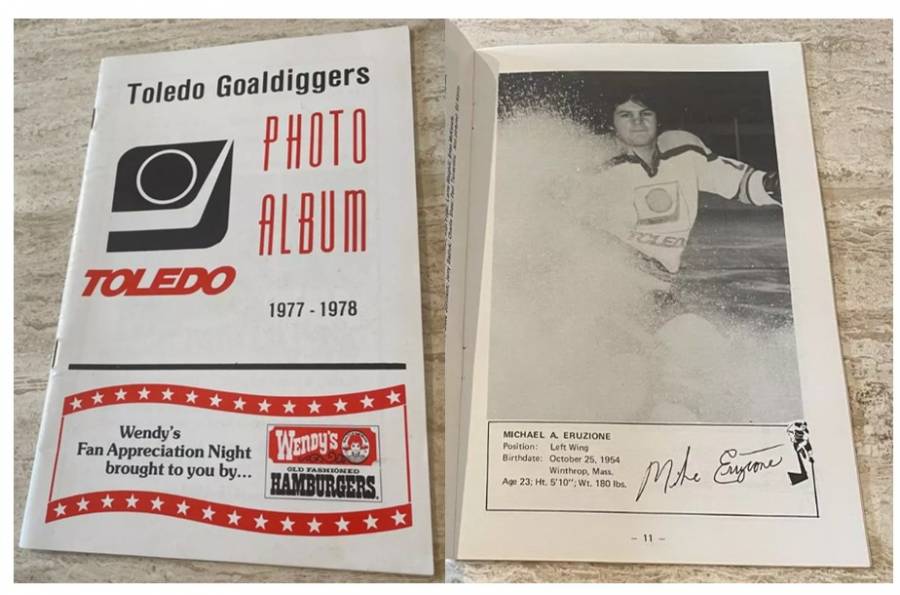 Toledo Goaldiggers
PHOTO
ALBUM
TOLEDO
1977 - 1978
Wendy's
Fan Appreciation Night
brought to you by...
WENDY'S
OLD FASHIONED
HAMBURGERS.
TOLEDO
MICHAEL A. ERUZIONE
Position: Left Wing
Birthdate: October 25, 1954
Winthrop, Mass.
Age 23; Ht. 5'10"; Wt. 180 lbs.
Mike Eruzione
- 11 -